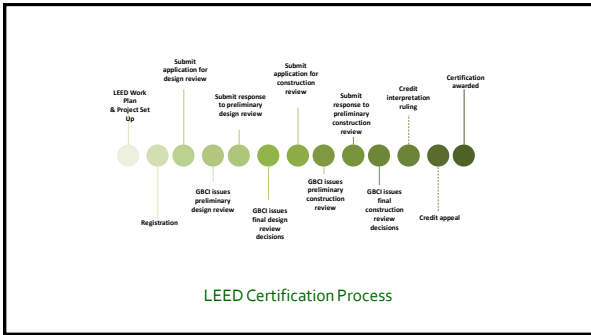 LEED Work
Plan
& Project Set
Up
Registration
Submit
application for
design review
GBCI issues
preliminary
design review
Submit response
to preliminary
design review
GBCI issues
final design
review
decisions
Submit
application for
construction
review
GBCI issues
preliminary
construction
review
Submit
response to
preliminary
construction
review
GBCI issues
final
construction
review
decisions
Credit
interpretation
ruling
Credit appeal
Certification
awarded
LEED Certification Process